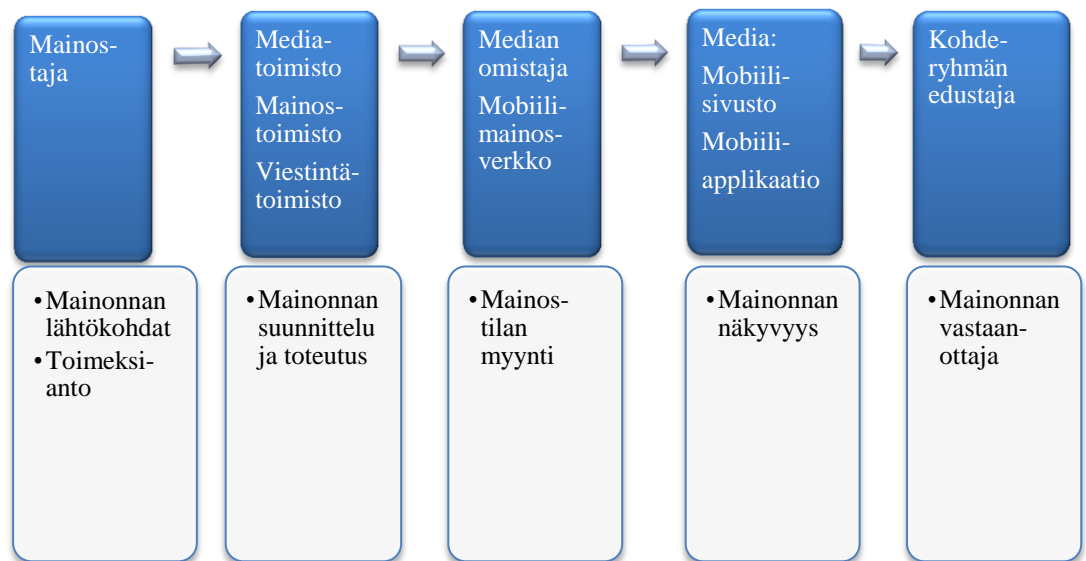 Mainos-
taja
Media-
toimisto
Mainos-
toimisto
Viestintä-
toimisto
Median
omistaja
Mobiili-
mainos-
verkko
Media:
Mobiili-
sivusto
Mobiili-
applikaatio
Kohde-
ryhmän
edustaja
•Mainonnan
lähtökohdat
•Toimeksi-
anto
•Mainonnan
suunnittelu
ja toteutus
•Mainos-
tilan
myynti
•Mainonnan
näkyvyys
•Mainonnan
vastaan-
ottaja